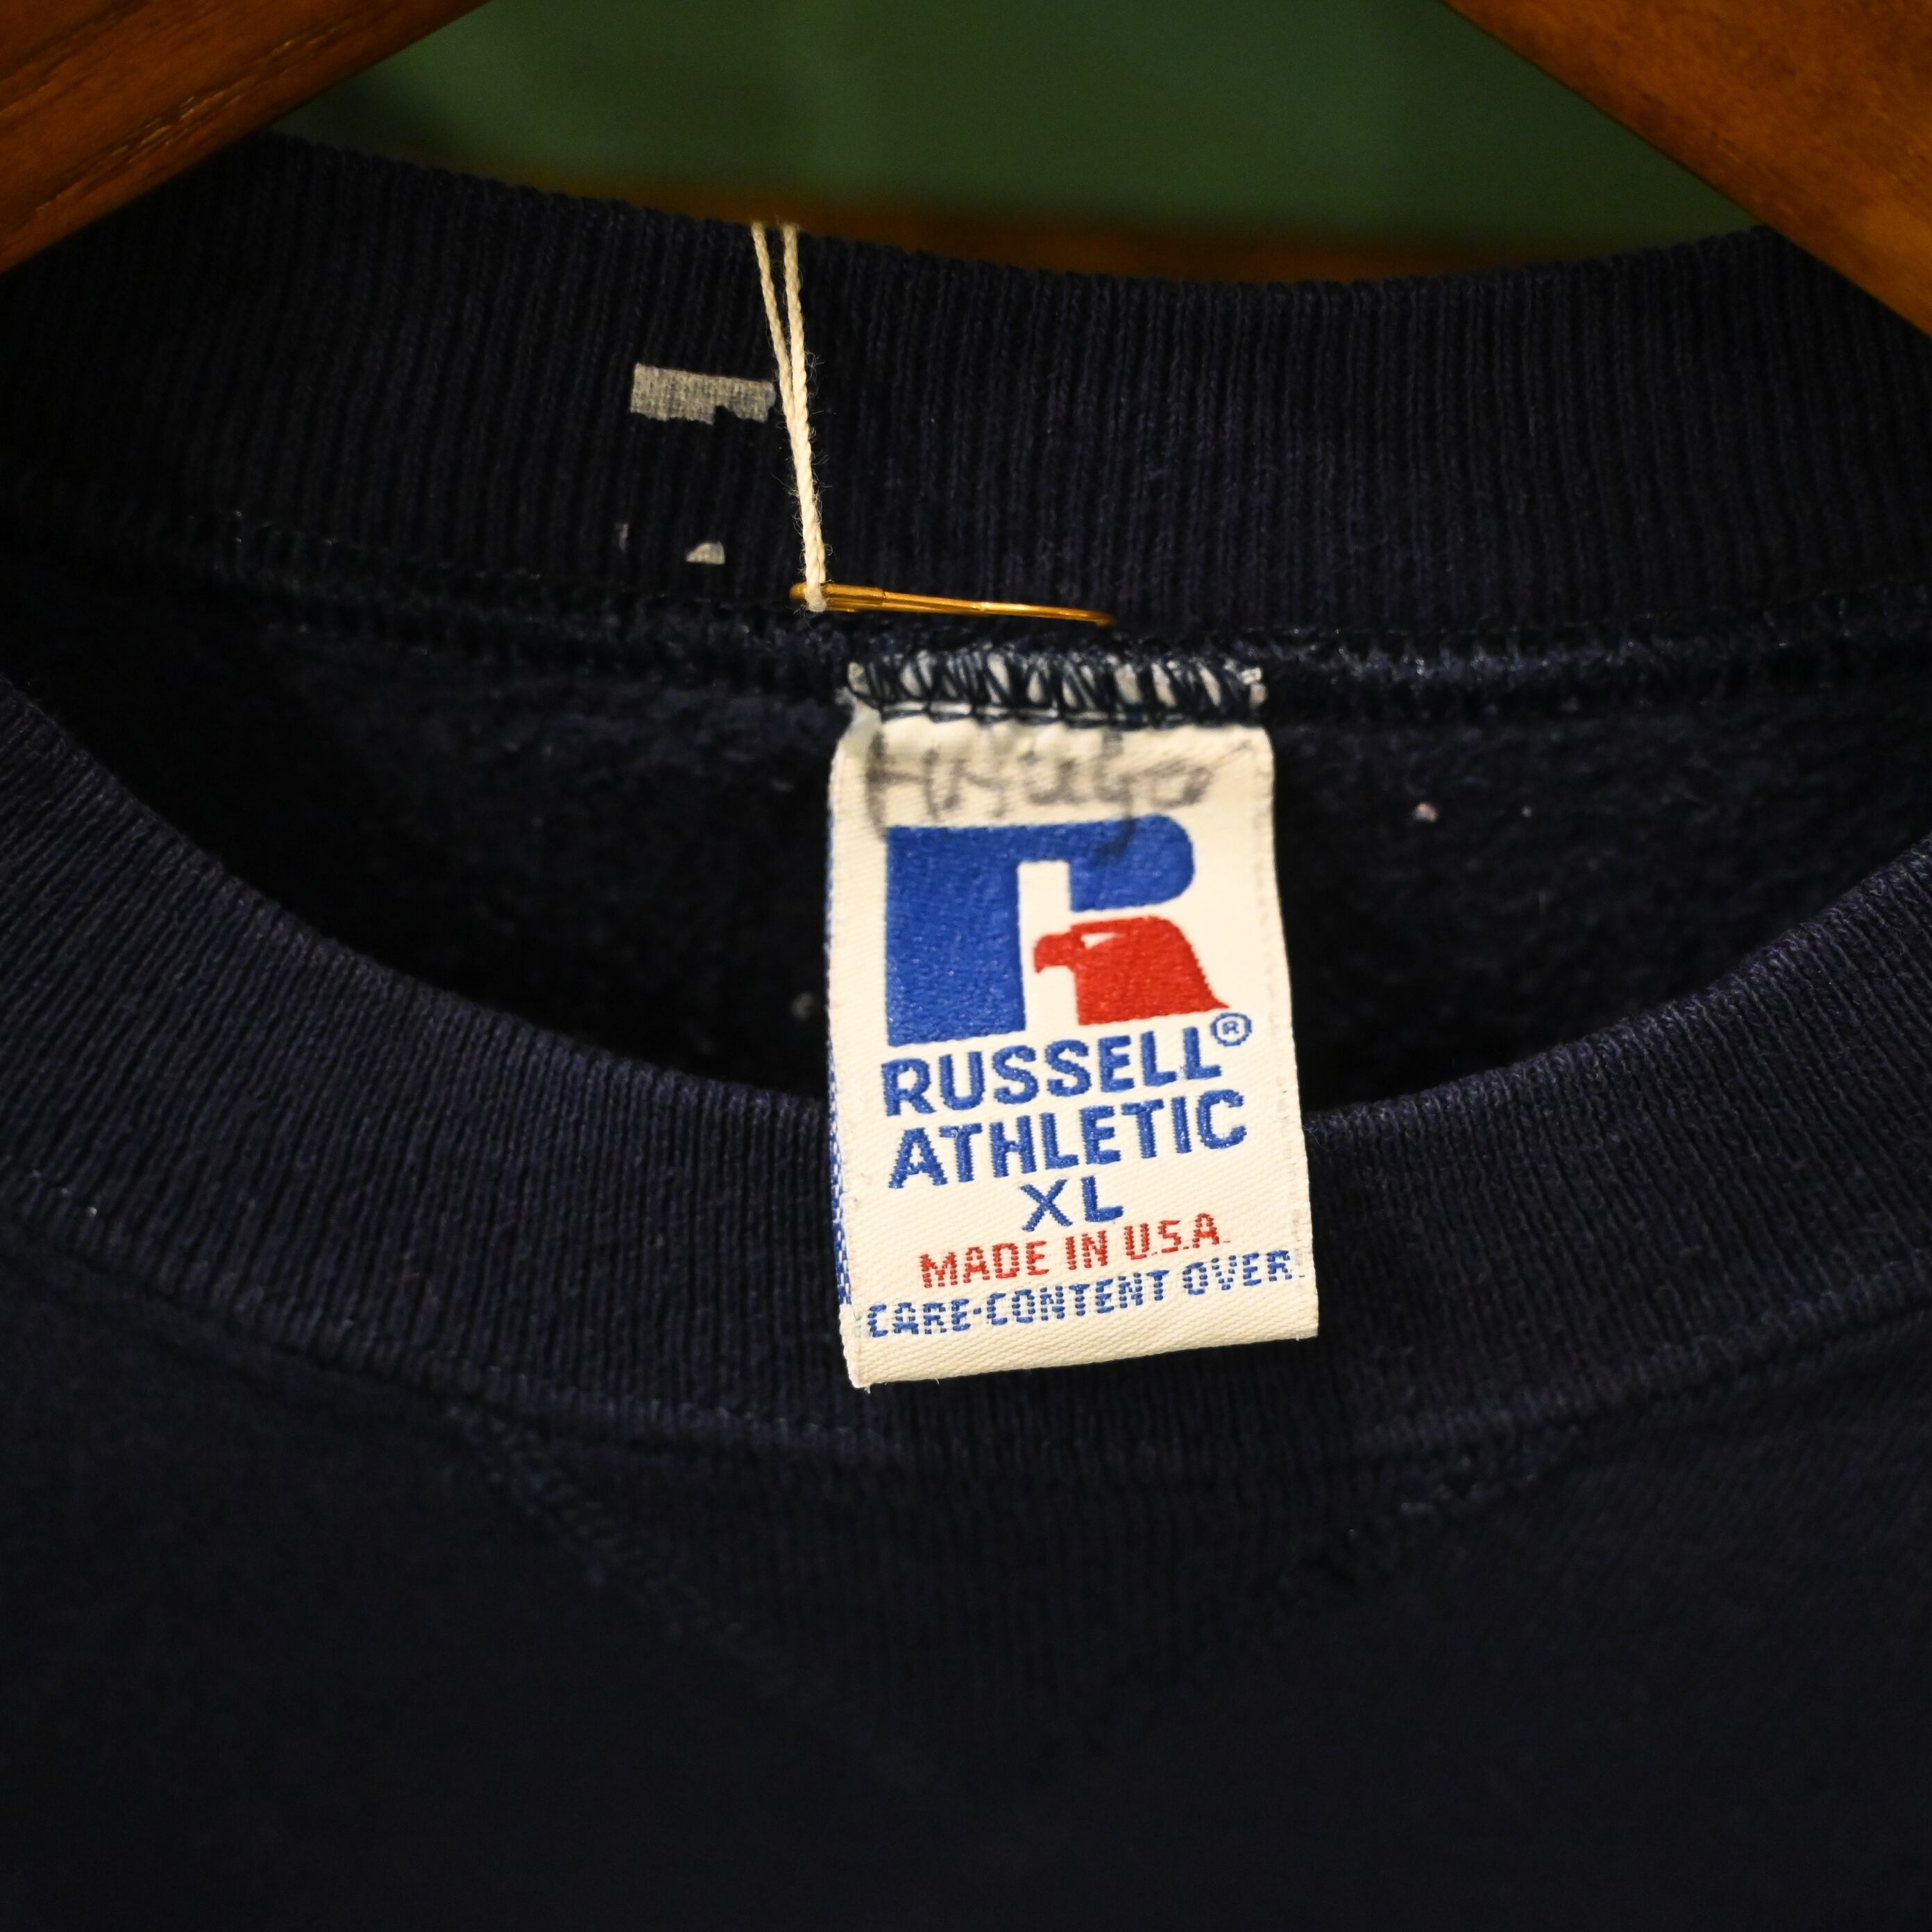 RUSSELL®
ATHLETIC
XL
MADE IN U.S.A.
CARE-CONTENT OVER